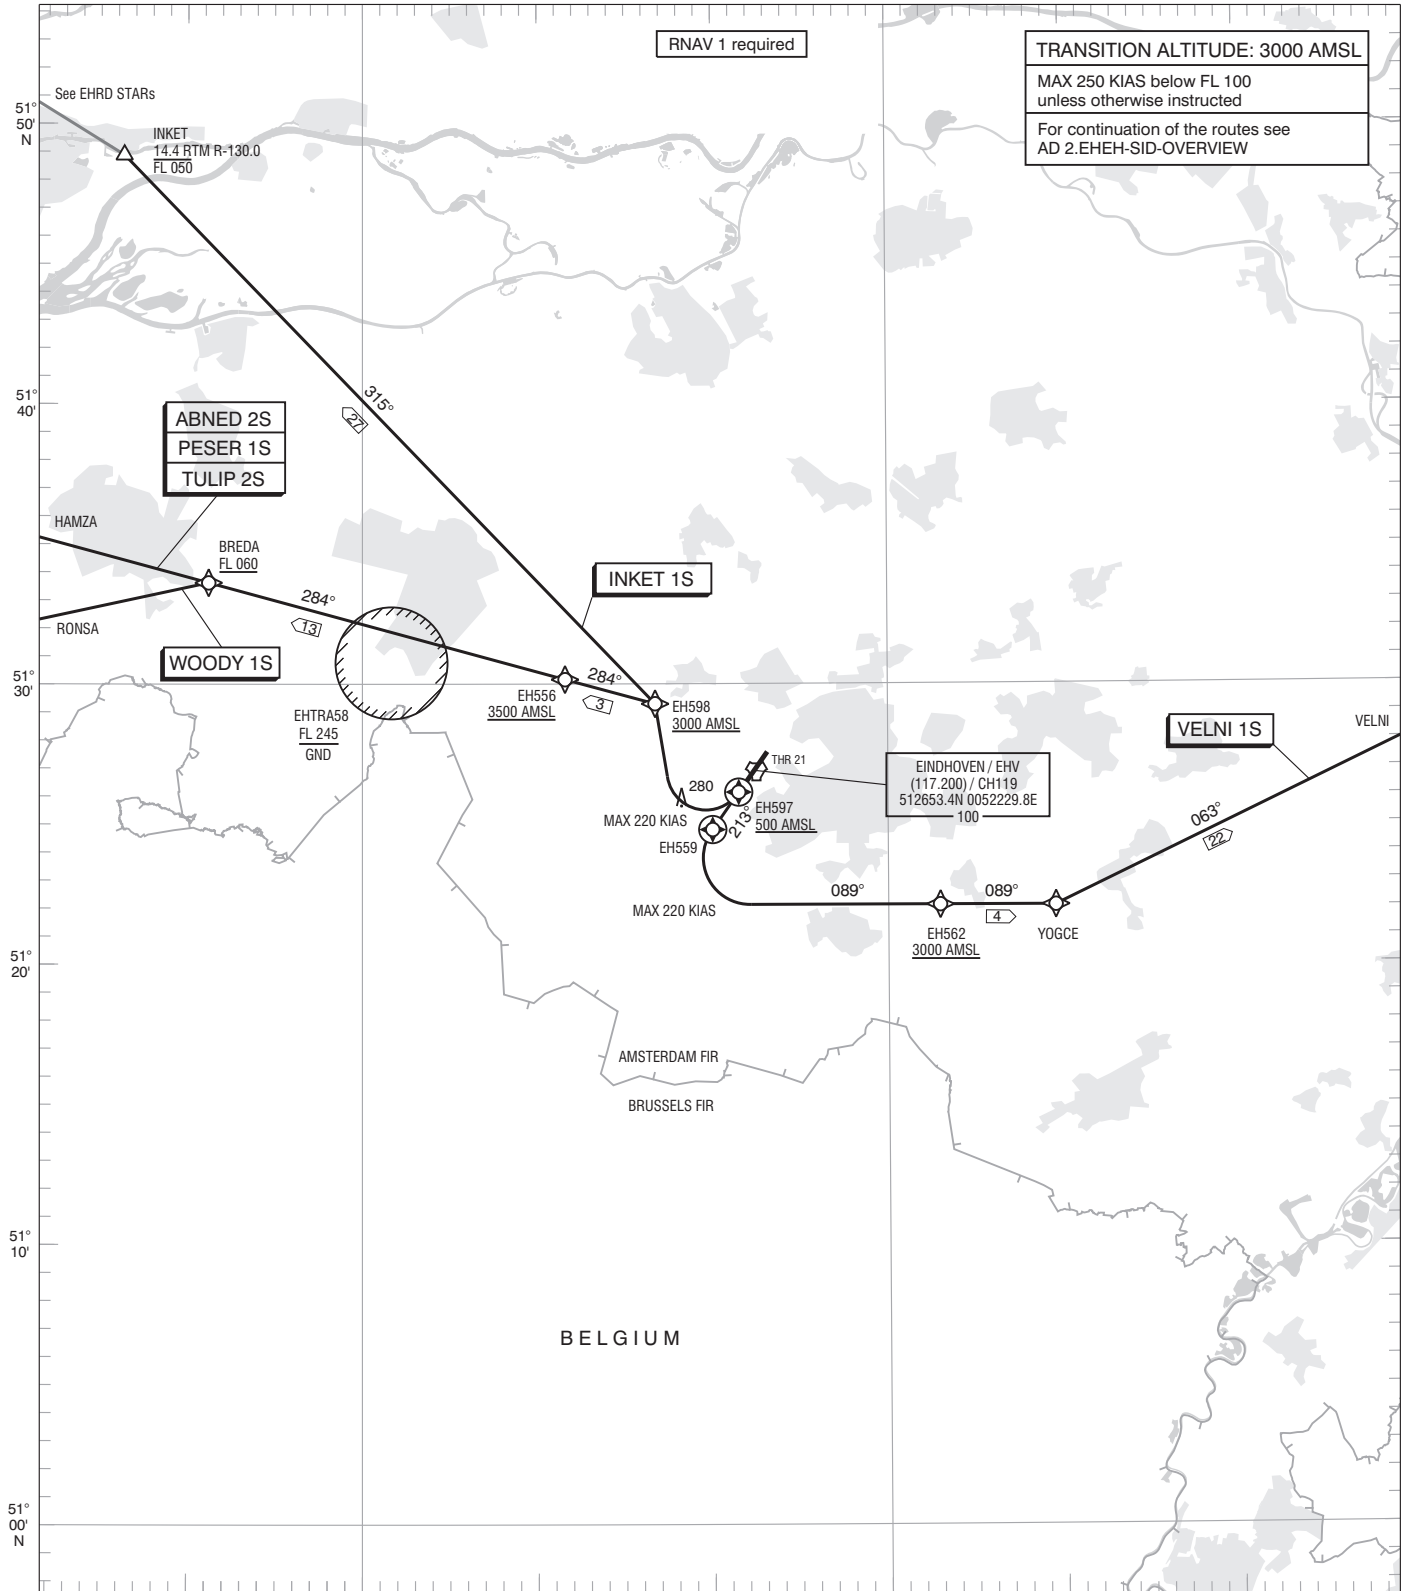 RNAV 1 required
TRANSITION ALTITUDE: 3000 AMSL
MAX 250 KIAS below FL 100
unless otherwise instructed
For continuation of the routes see
AD 2.EHEH-SID-OVERVIEW
See EHRD STARs
51°
50'
N
INKET
14.4 RTM R-130.0
FL 050
51°
40'
315°
27
ABNED 2S
PESER 1S
TULIP 2S
HAMZA
BREDA
FL 060
284°
13
INKET 1S
RONSA
WOODY 1S
51°
30'
284°
3
EH556
3500 AMSL
EH598
3000 AMSL
EHTRA58
FL 245
GND
VELNI 1S
VELNI
THR 21
EINDHOVEN / EHV
(117.200) / CH119
512653.4N 0052229.8E
100
280
MAX 220 KIAS
EH597
500 AMSL
213°
EH559
063°
22
089°
089°
4
MAX 220 KIAS
EH562
3000 AMSL
YOGCE
51°
20'
AMSTERDAM FIR
BRUSSELS FIR
51°
10'
BELGIUM
51°
00'
N